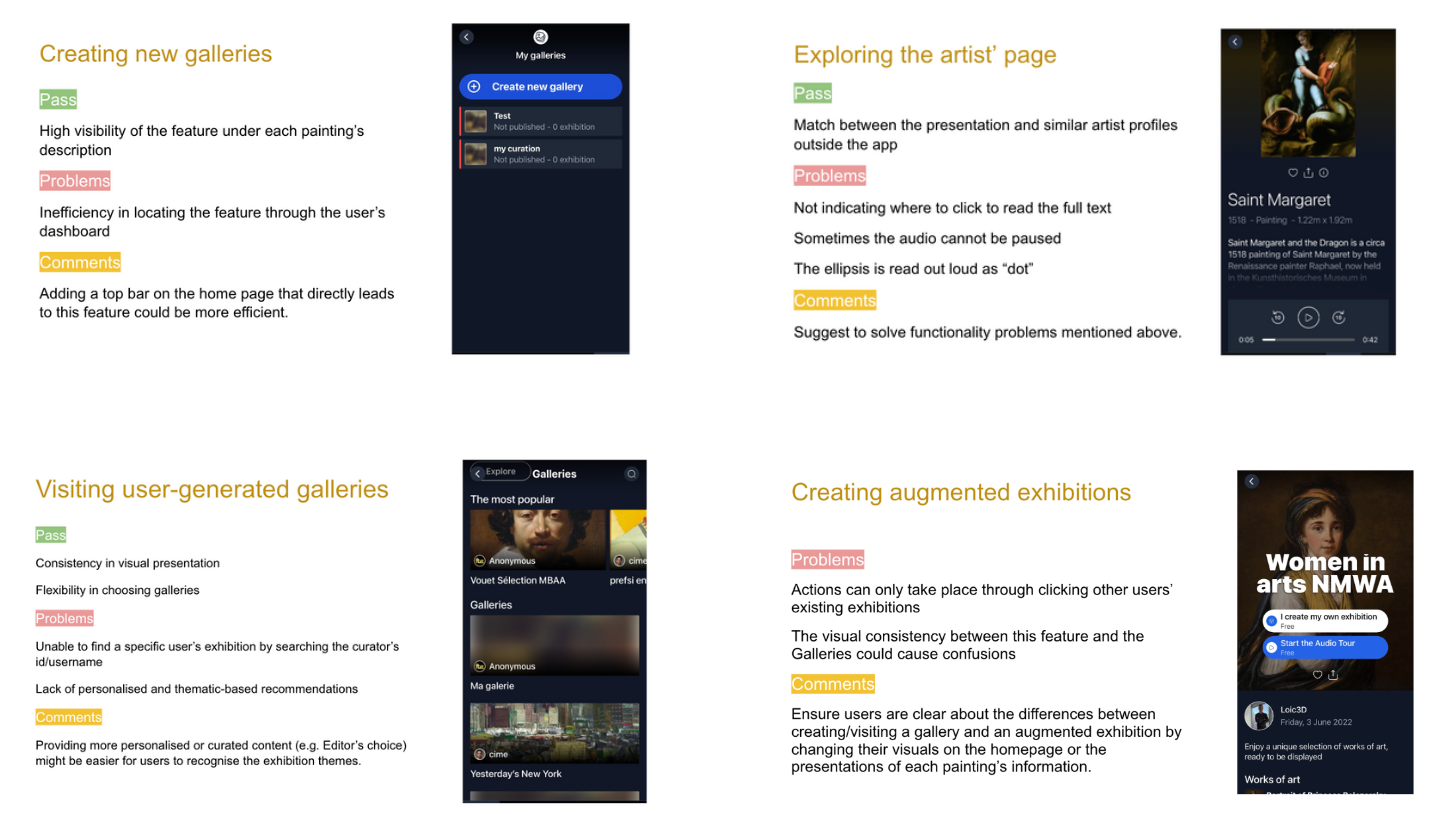 Creating new galleries
Pass
High visibility of the feature under each painting's
description
Problems
Inefficiency in locating the feature through the user's
dashboard
Comments
Adding a top bar on the home page that directly leads
to this feature could be more efficient.
My galleries
Create new gallery
Test
Not published - 0 exhibition
my curation
Not published - 0 exhibition
Exploring the artist' page
Pass
Match between the presentation and similar artist profiles
outside the app
Problems
Not indicating where to click to read the full text
Sometimes the audio cannot be paused
The ellipsis is read out loud as "dot"
Comments
Suggest to solve functionality problems mentioned above.
Saint Margaret
1518 - Painting - 1.22m x 1.92m
Saint Margaret and the Dragon is a circa
1518 painting of Saint Margaret by the
Renaissance painter Raphael, now held
in the Kunsthistorisches Museum in
10
10
0:05
0:42
Visiting user-generated galleries
Pass
Consistency in visual presentation
Flexibility in choosing galleries
Problems
Unable to find a specific user's exhibition by searching the curator's
id/username
Lack of personalised and thematic-based recommendations
Comments
Providing more personalised or curated content (e.g. Editor's choice)
might be easier for users to recognise the exhibition themes.
Explore
Galleries
The most popular
Anonymous
cime
Vouet Sélection MBAA
prefsi en
Galleries
Anonymous
Ma galerie
cime
Yesterday's New York
Creating augmented exhibitions
Problems
Actions can only take place through clicking other users'
existing exhibitions
The visual consistency between this feature and the
Galleries could cause confusions
Comments
Ensure users are clear about the differences between
creating/visiting a gallery and an augmented exhibition by
changing their visuals on the homepage or the
presentations of each painting's information.
Women in
arts NMWA
I create my own exhibition
Free
Start the Audio Tour
Free
Loic3D
Friday, 3 June 2022
Enjoy a unique selection of works of art,
ready to be displayed
Works of art